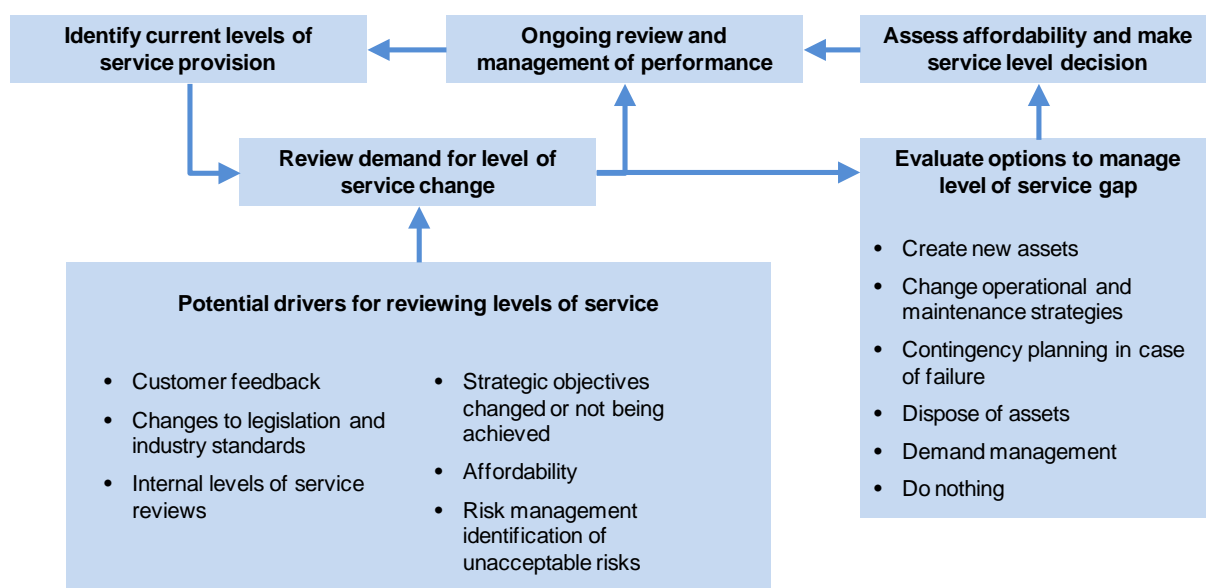 Identify current levels of
service provision
Ongoing review and
management of performance
Assess affordability and make
service level decision
Review demand for level of
service change
Evaluate options to manage
level of service gap
• Create new assets
• Change operational and
maintenance strategies
• Contingency planning in case
of failure
• Dispose of assets
• Demand management
• Do nothing
Potential drivers for reviewing levels of service
• Customer feedback
• Changes to legislation and
industry standards
• Internal levels of service
reviews
• Strategic objectives
changed or not being
achieved
• Affordability
• Risk management
identification of
unacceptable risks